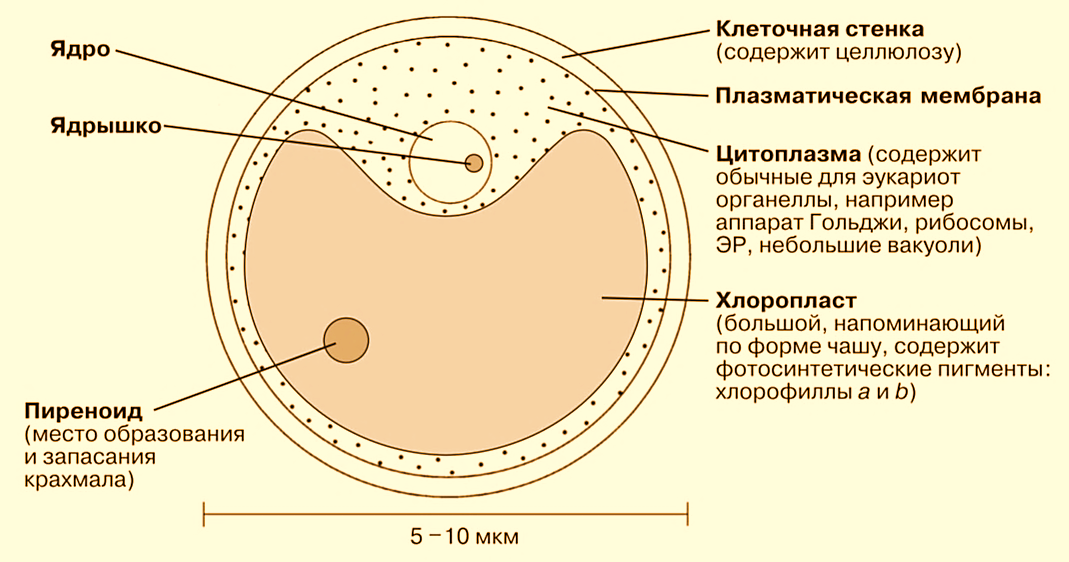 Ядро
Ядрышко
Пиреноид
(место образования
и запасания
крахмала)
Клеточная стенка
(содержит целлюлозу)
Плазматическая мембрана
Цитоплазма (содержит
обычные для эукариот
органеллы, например
аппарат Гольджи, рибосомы,
ЭР, небольшие вакуоли)
Хлоропласт
(большой, напоминающий
по форме чашу, содержит
фотосинтетические пигменты:
хлорофиллы a и b)
5 – 10 мкм